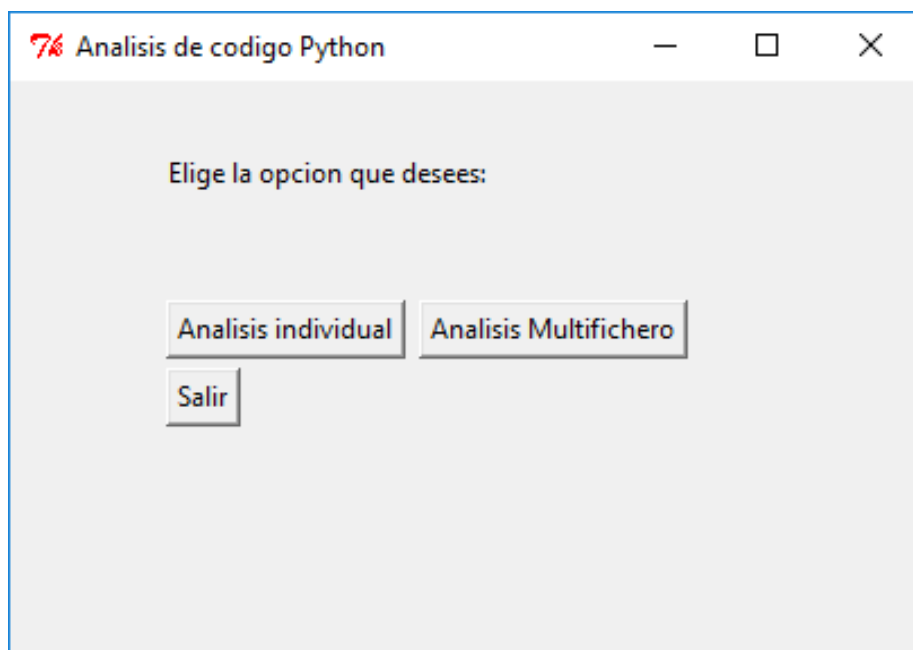 Analisis de codigo Python
Elige la opcion que desees:
Analisis individual Analisis Multifichero
Salir